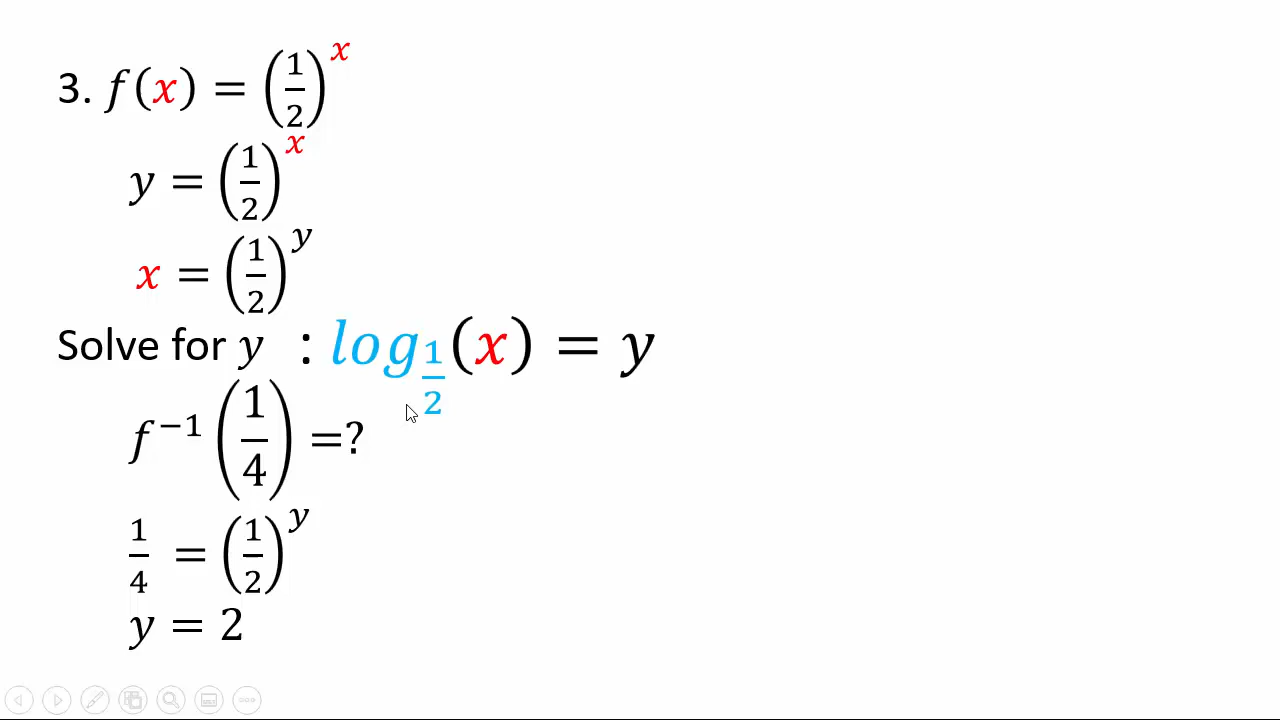 3. f(x) = (1/2)^x
y = (1/2)^x
x = (1/2)^y
Solve for y : log_{1/2}(x) = y
f^{-1}(1/4) =?
1/4 = (1/2)^y
y = 2